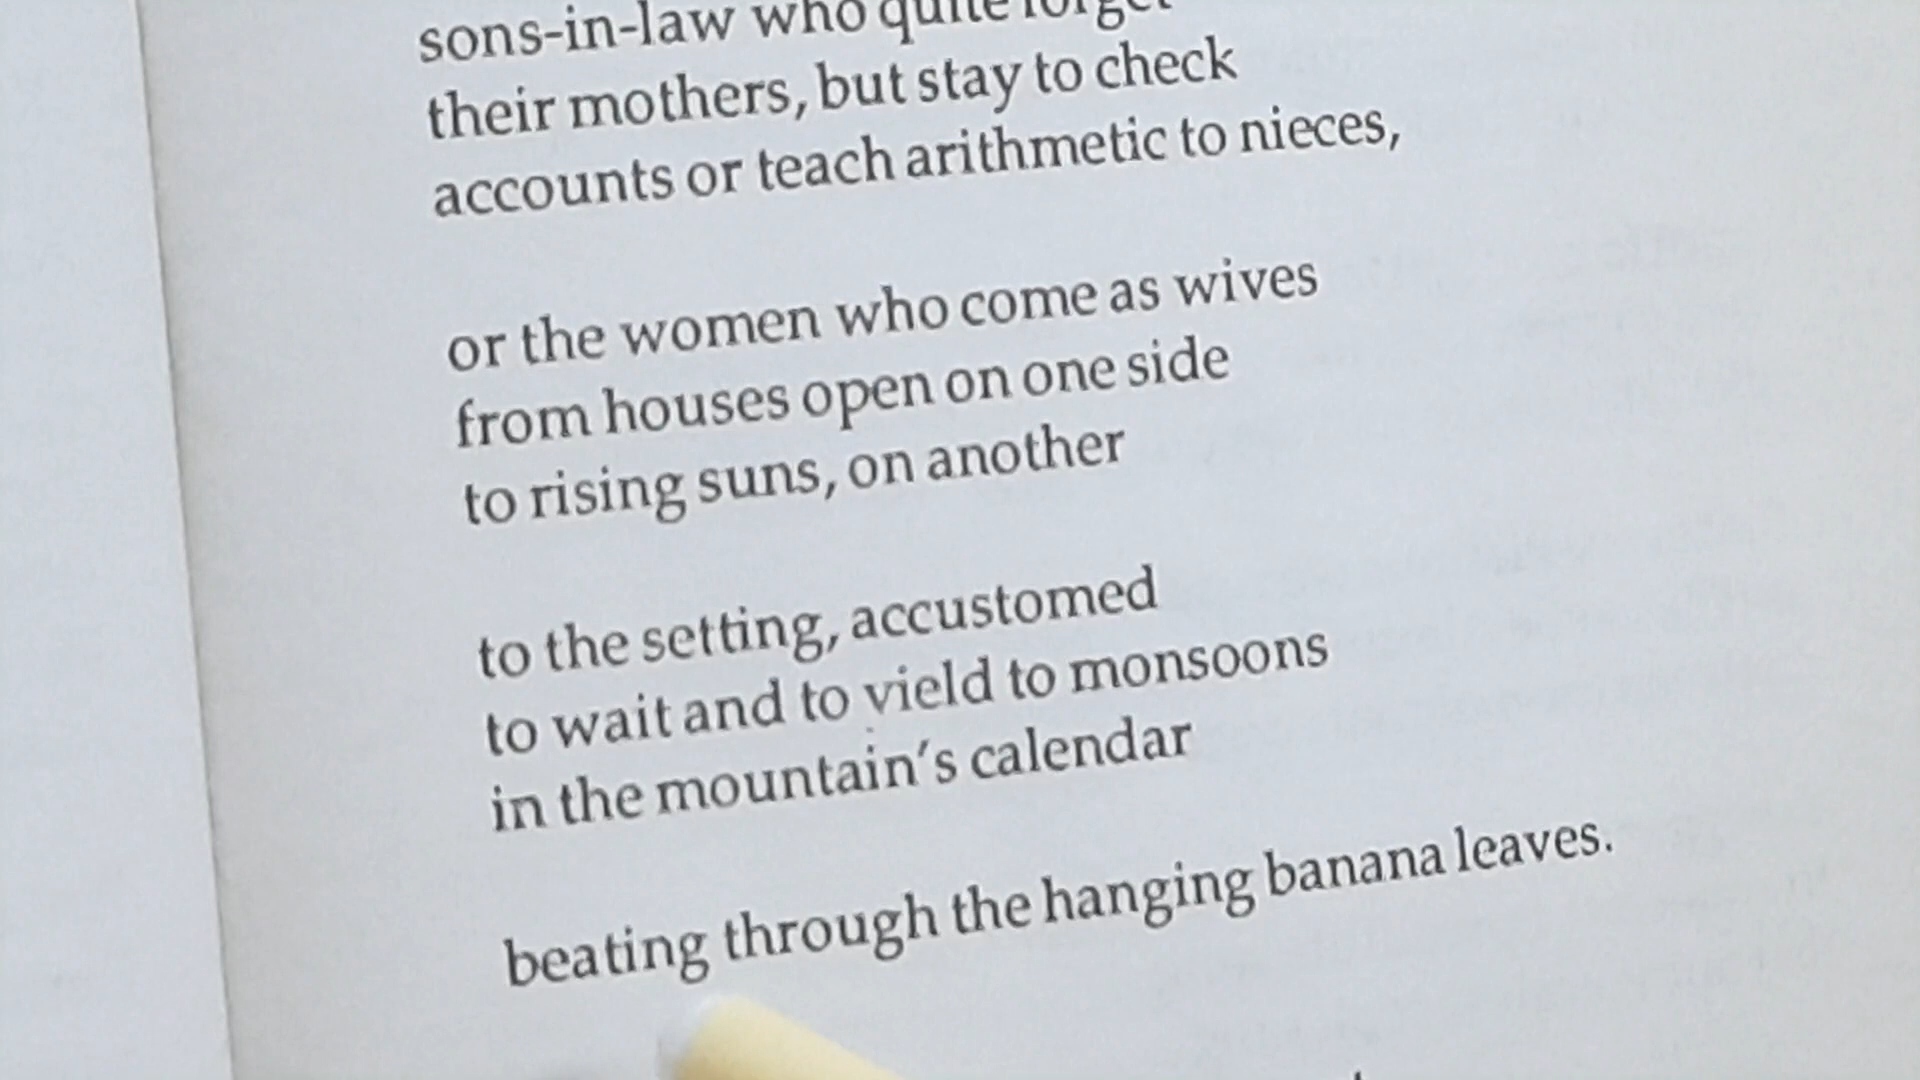 sons-in-law who quite forget
their mothers, but stay to check
accounts or teach arithmetic to nieces,
or the women who come as wives
from houses open on one side
to rising suns, on another
to the setting, accustomed
to wait and to yield to monsoons
in the mountain's calendar
beating through the hanging banana leaves.